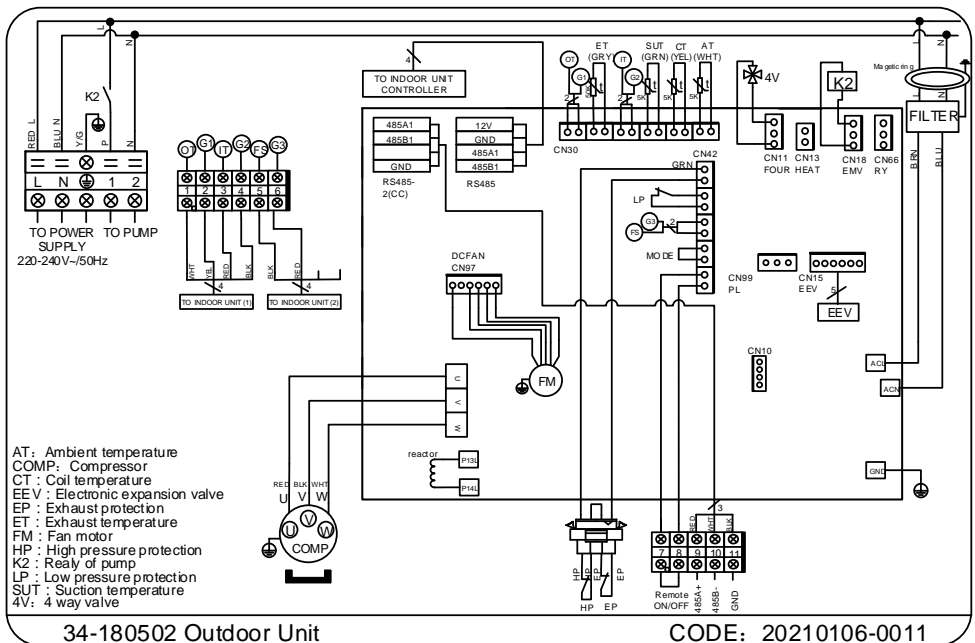 L
N
K2
RED L
BLU N
Y/G
P
N
L N 1 2
TO POWER
SUPPLY
220-240V~/50Hz
TO PUMP
OT G1 IT G2 FS G3
1 2 3 4 5 6
WHT
YEL
RED
BLK
BLK
RED
4
4
TO INDOOR UNIT (1)
TO INDOOR UNIT (2)
4
TO INDOOR UNIT
CONTROLLER
485A1
485B1
GND
RS485-
2(CC)
12V
GND
485A1
485B1
RS485
OT
G1
2
ET
(GRY)
50K
t
IT
G2
2
SUT
(GRN)
5K
t
CT
(YEL)
5K
t
AT
(WHT)
5K
t
CN30
4V
K2
CN11
FOUR
CN13
HEAT
CN18
EMV
CN66
RY
L
N
Magetic ring
L
N
FILTER
BRN
BLU
GRN
CN42
LP
G3
FS
2
MODE
CN99
PL
CN15
EEV
5
EEV
DCFAN
CN97
FM
CN10
ACL
ACN
GND
U
V
W
reactor
P13L
P14L
RED BLK WHT
U V W
U V W
COMP
HP
HP
EP
EP
HP EP
3
RED
WHT
BLK
7 8 9 10 11
Remote
ON/OFF
485A+
485B-
GND
AT: Ambient temperature
COMP: Compressor
CT : Coil temperature
EEV : Electronic expansion valve
EP : Exhaust protection
ET : Exhaust temperature
FM : Fan motor
HP : High pressure protection
K2 : Realy of pump
LP : Low pressure protection
SUT : Suction temperature
4V: 4 way valve
34-180502 Outdoor Unit
CODE: 20210106-0011